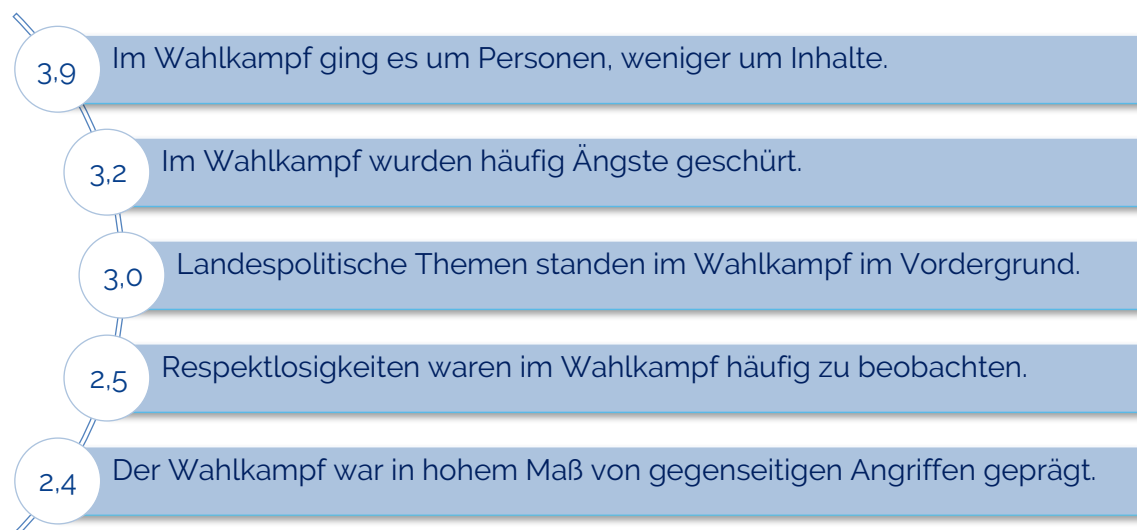 3,9 Im Wahlkampf ging es um Personen, weniger um Inhalte.
3,2 Im Wahlkampf wurden häufig Ängste geschürt.
3,0 Landespolitische Themen standen im Wahlkampf im Vordergrund.
2,5 Respektlosigkeiten waren im Wahlkampf häufig zu beobachten.
2,4 Der Wahlkampf war in hohem Maß von gegenseitigen Angriffen geprägt.